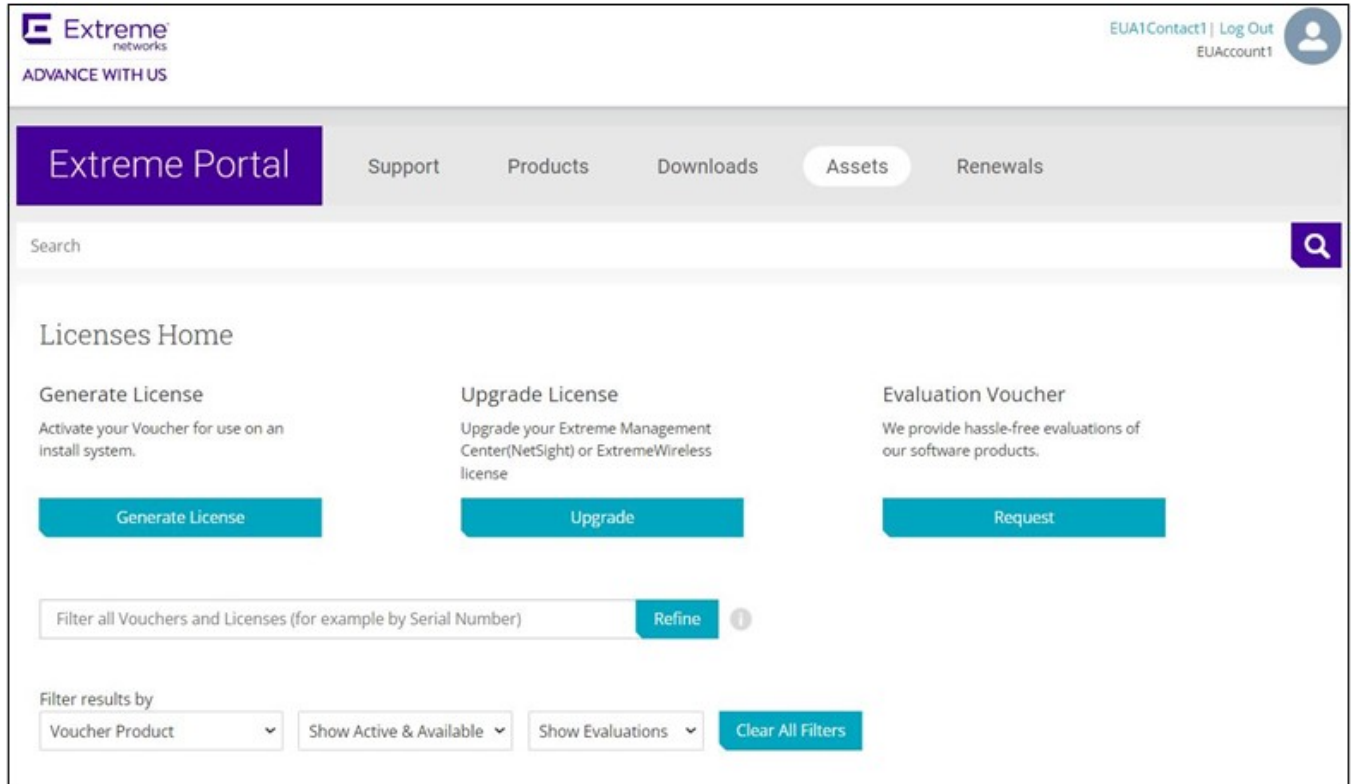 Extreme
networks
ADVANCE WITH US
EUA1Contact1 | Log Out
EUAccount1
Extreme Portal
Support
Products
Downloads
Assets
Renewals
Search
Licenses Home
Generate License
Activate your Voucher for use on an
install system.
Generate License
Upgrade License
Upgrade your Extreme Management
Center(NetSight) or ExtremeWireless
license
Upgrade
Evaluation Voucher
We provide hassle-free evaluations of
our software products.
Request
Filter all Vouchers and Licenses (for example by Serial Number)
Refine
i
Filter results by
Voucher Product
Show Active & Available
Show Evaluations
Clear All Filters